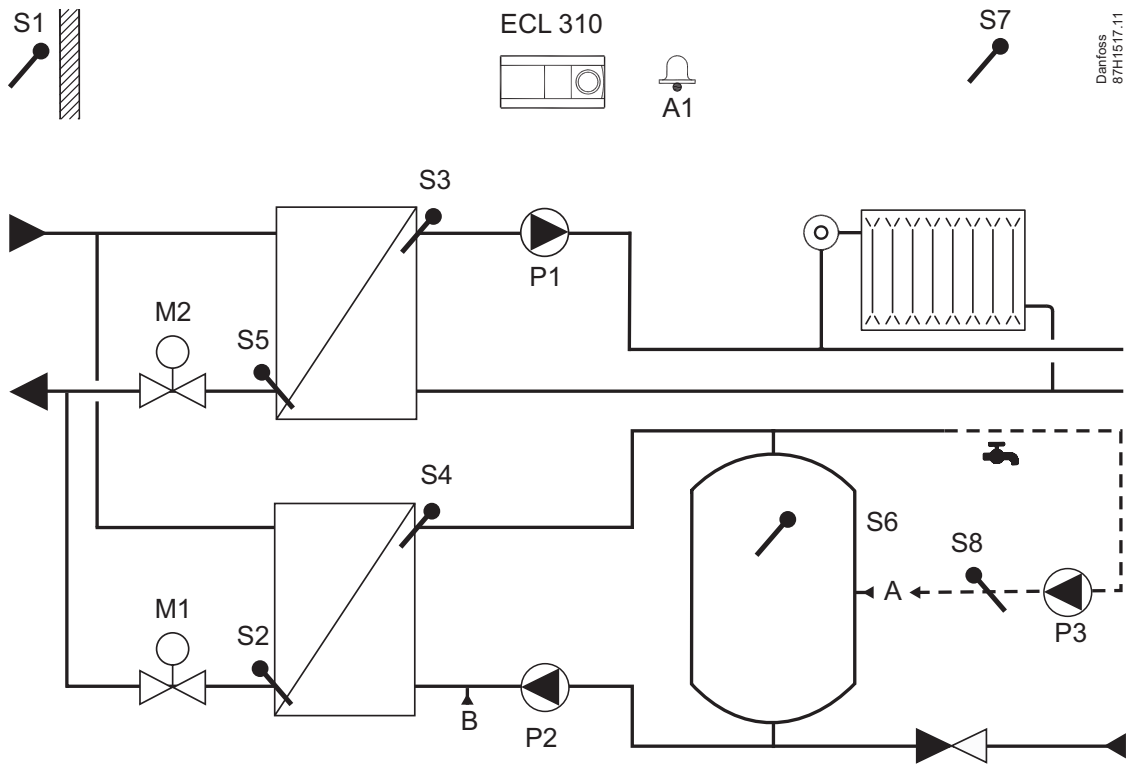 S1
ECL 310
A1
S7
Danfoss
87H1517.11
S3
P1
M2
S5
S4
S6
S8
A
P3
M1
S2
B
P2